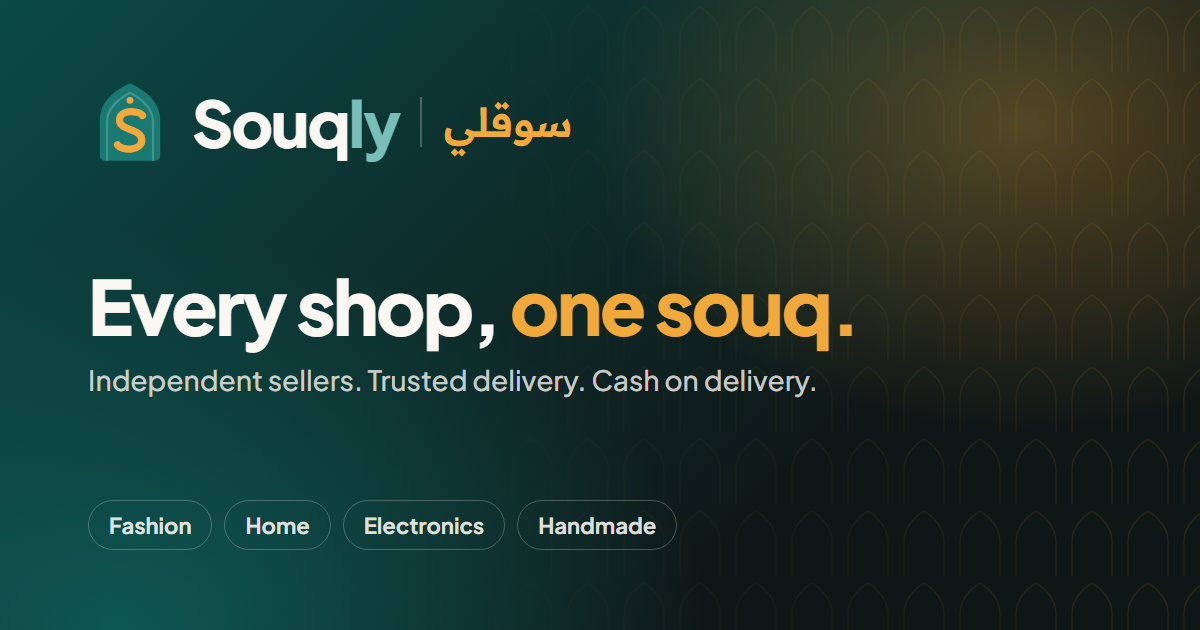 Souqly | سوقلي
Every shop, one souq.
Independent sellers. Trusted delivery. Cash on delivery.
Fashion Home Electronics Handmade